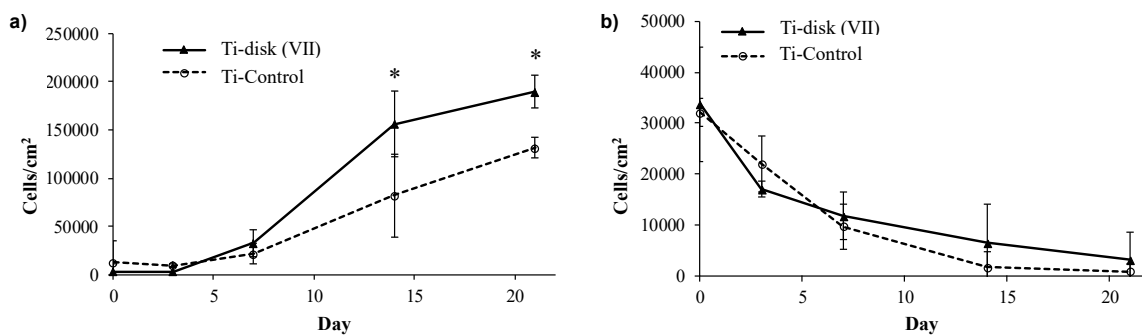 a)
Ti-disk (VII)
Ti-Control
* *
250000
200000
150000
100000
50000
0
Cells/cm²
0 5 10 15 20
Day
b)
Ti-disk (VII)
Ti-Control
50000
40000
30000
20000
10000
0
Cells/cm²
0 5 10 15 20
Day